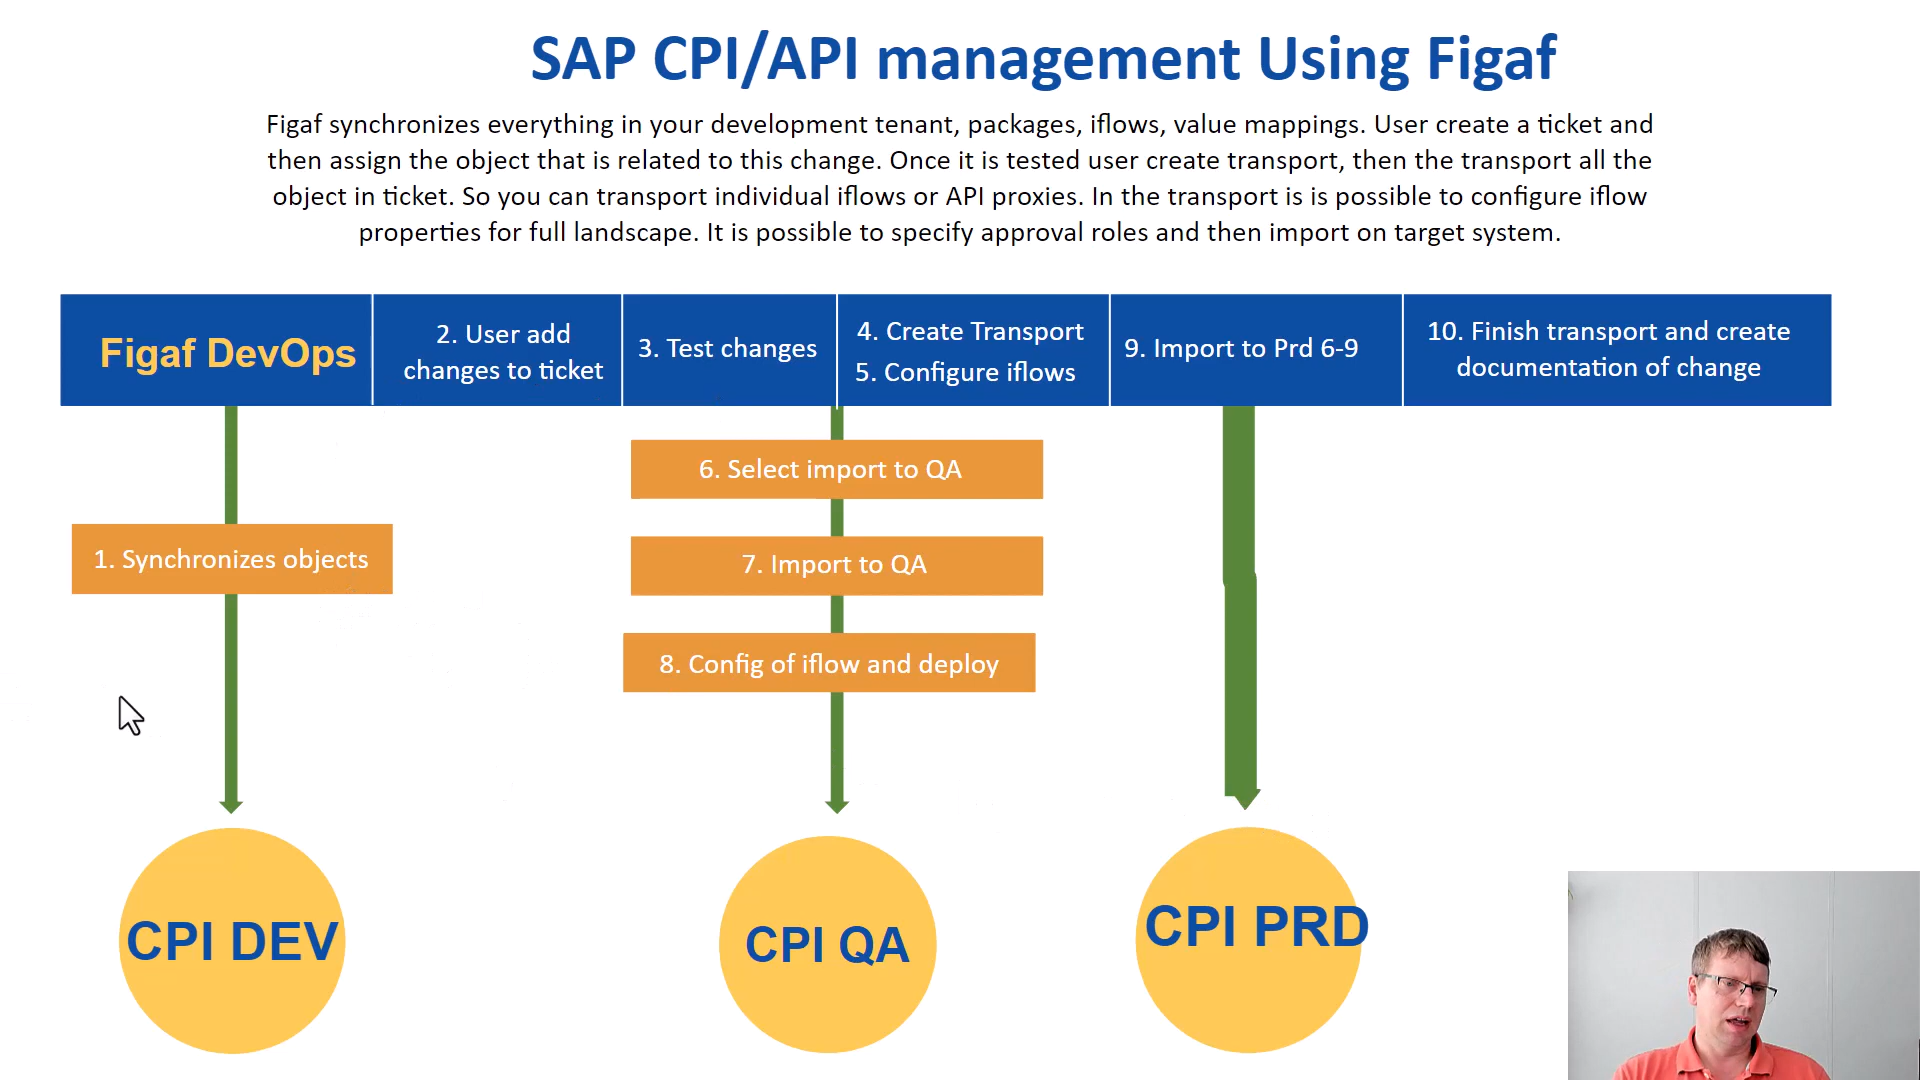 SAP CPI/API management Using Figaf
Figaf synchronizes everything in your development tenant, packages, iflows, value mappings. User create a ticket and
then assign the object that is related to this change. Once it is tested user create transport, then the transport all the
object in ticket. So you can transport individual iflows or API proxies. In the transport is is possible to configure iflow
properties for full landscape. It is possible to specify approval roles and then import on target system.
Figaf DevOps
2. User add
changes to ticket
3. Test changes
4. Create Transport
5. Configure iflows
9. Import to Prd 6-9
10. Finish transport and create
documentation of change
6. Select import to QA
1. Synchronizes objects
7. Import to QA
8. Config of iflow and deploy
CPI DEV
CPI QA
CPI PRD